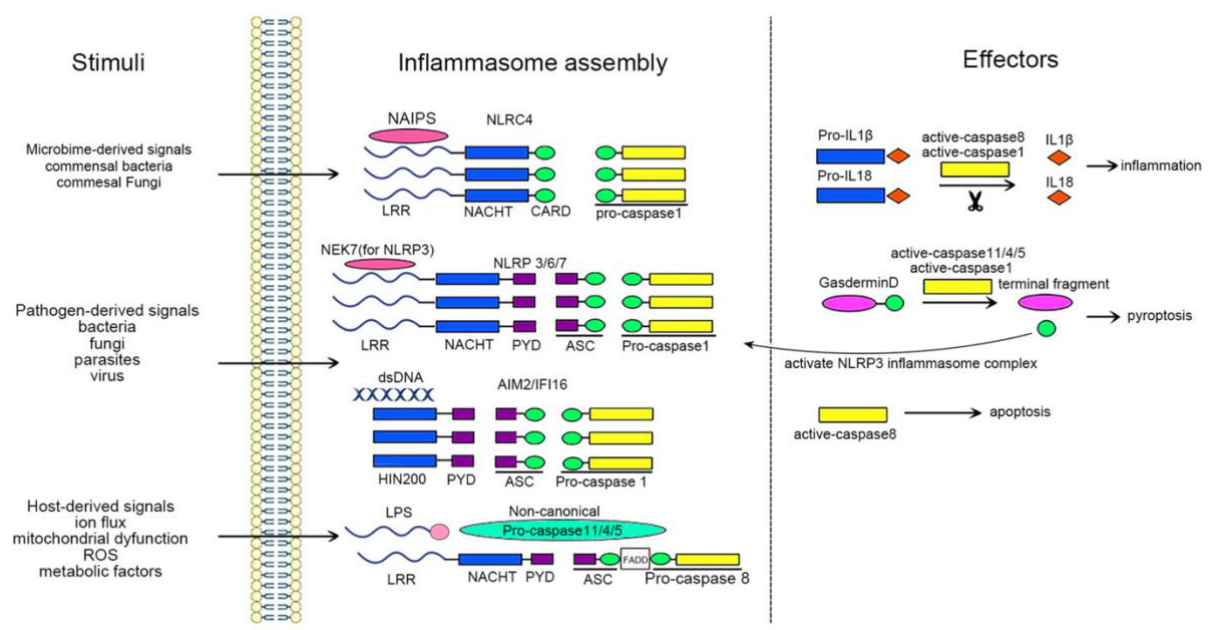 Stimuli
Inflammasome assembly
Effectors
Microbime-derived signals
commensal bacteria
commesal Fungi
Pathogen-derived signals
bacteria
fungi
parasites
virus
Host-derived signals
ion flux
mitochondrial dyfunction
ROS
metabolic factors
NAIPS
NLRC4
LRR
NACHT
CARD
pro-caspase1
NEK7(for NLRP3)
NLRP 3/6/7
LRR
NACHT
PYD
ASC
Pro-caspase1
dsDNA
AIM2/IFI16
HIN200
PYD
ASC
Pro-caspase 1
LPS
Non-canonical
Pro-caspase11/4/5
FADD
LRR
NACHT
PYD
ASC
Pro-caspase 8
Pro-IL1β
Pro-IL18
active-caspase8
active-caspase1
IL1β
IL18
inflammation
active-caspase11/4/5
active-caspase1
GasderminD
terminal fragment
pyroptosis
activate NLRP3 inflammasome complex
active-caspase8
apoptosis